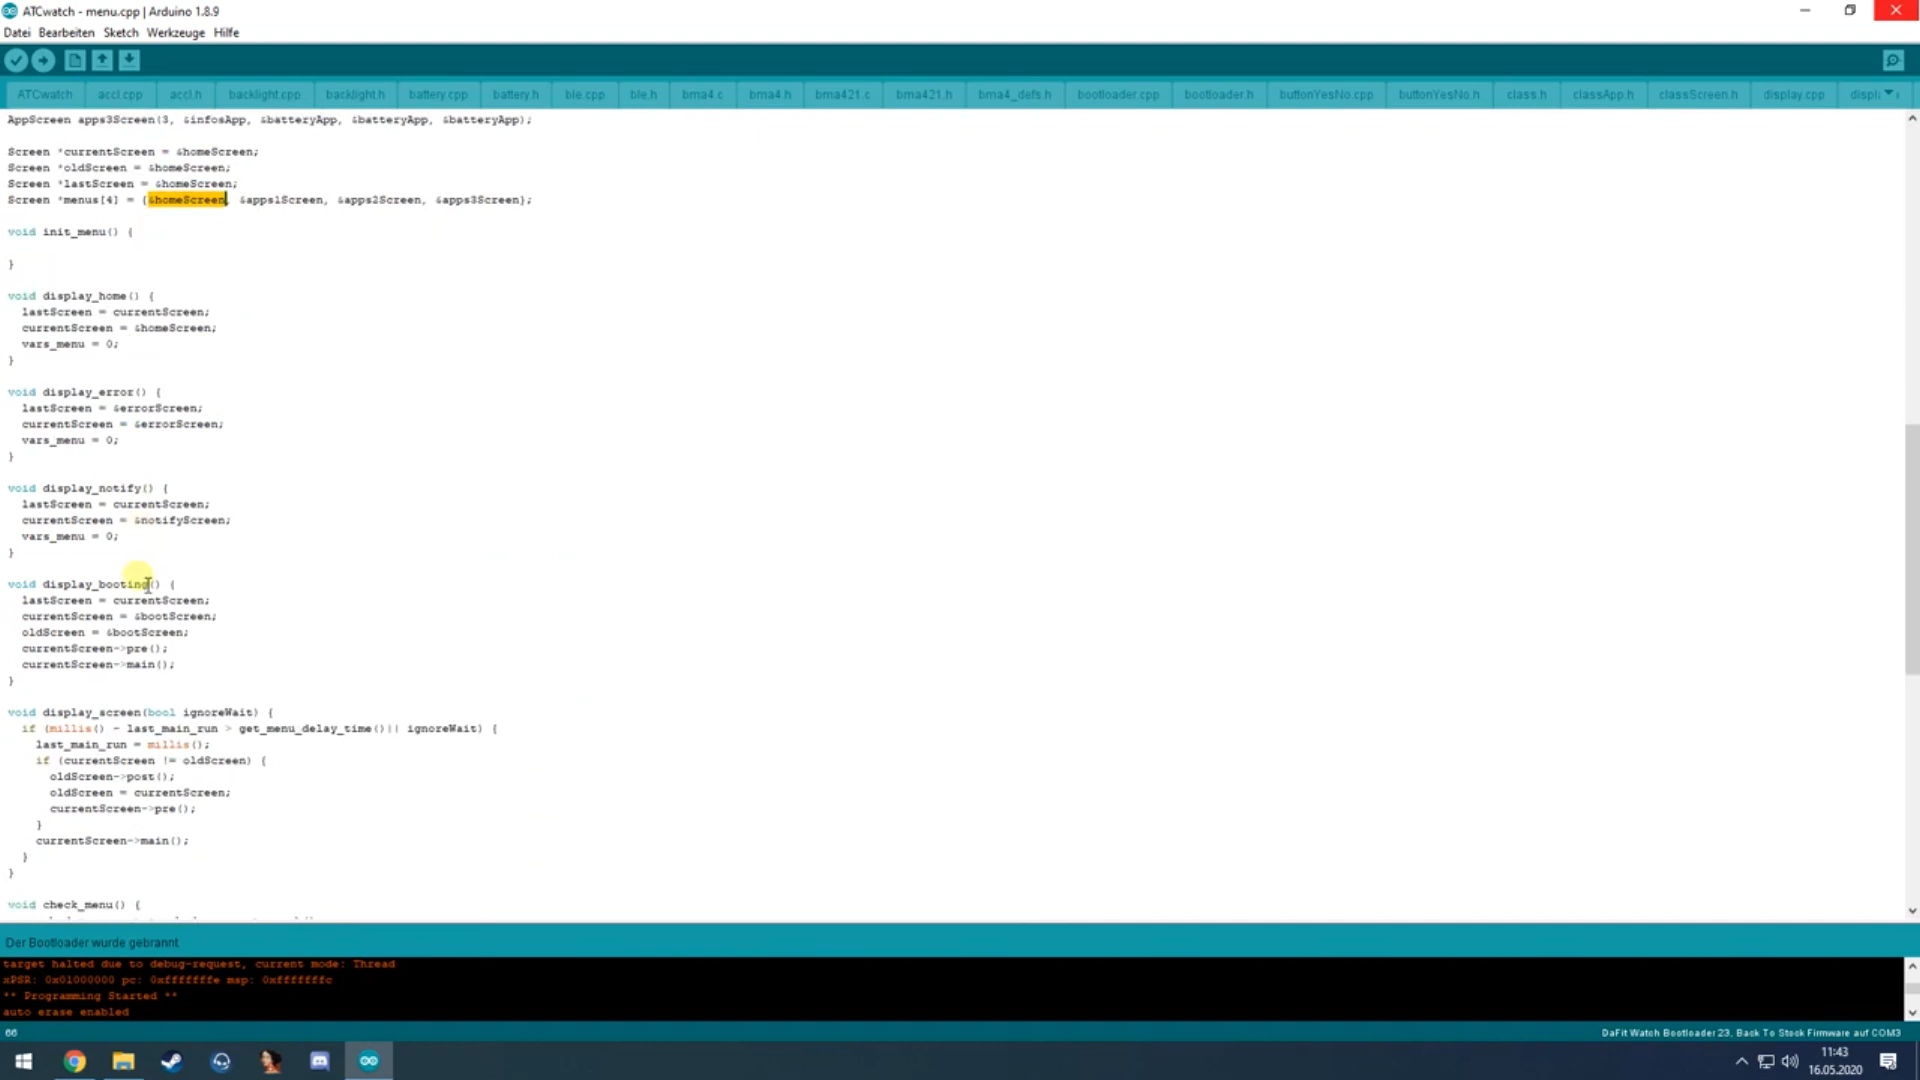 ATCwatch - menu.cpp | Arduino 1.8.9
Datei Bearbeiten Sketch Werkzeuge Hilfe
ATCwatch accl.cpp accl.h backlight.cpp backlight.h battery.cpp battery.h ble.cpp ble.h bma4.c bma4.h bma421.c bma421.h bma4_defs.h bootloader.cpp bootloader.h buttonYesNo.cpp buttonYesNo.h class.h classApp.h classScreen.h display.cpp
AppScreen apps3Screen(3, &infosApp, &batteryApp, &batteryApp, &batteryApp);
Screen *currentScreen = &homeScreen;
Screen *oldScreen = &homeScreen;
Screen *lastScreen = &homeScreen;
Screen *menus[4] = {&homeScreen, &apps1Screen, &apps2Screen, &apps3Screen};
void init_menu() {
}
void display_home() {
lastScreen = currentScreen;
currentScreen = &homeScreen;
vars_menu = 0;
}
void display_error() {
lastScreen = &errorScreen;
currentScreen = &errorScreen;
vars_menu = 0;
}
void display_notify() {
lastScreen = currentScreen;
currentScreen = &notifyScreen;
vars_menu = 0;
}
void display_booting() {
lastScreen = currentScreen;
currentScreen = &bootScreen;
oldScreen = &bootScreen;
currentScreen->pre();
currentScreen->main();
}
void display_screen(bool ignoreWait) {
if (millis() - last_main_run > get_menu_delay_time()|| ignoreWait) {
last_main_run = millis();
if (currentScreen != oldScreen) {
oldScreen->post();
oldScreen = currentScreen;
currentScreen->pre();
}
currentScreen->main();
}
}
void check_menu() {
Der Bootloader wurde gebrannt
target halted due to debug-request, current mode: Thread
xPSR: 0x01000000 pc: 0xfffffffe msp: 0xfffffffc
** Programming Started **
auto erase enabled
66
DaFit Watch Bootloader 23, Back To Stock Firmware auf COM3
11:43
16.05.2020